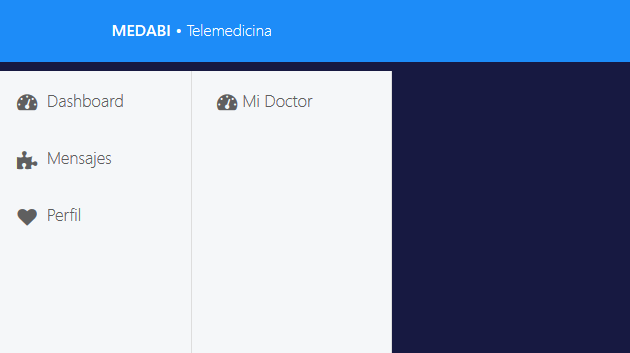 MEDABI • Telemedicina
Dashboard
Mensajes
Perfil
Mi Doctor